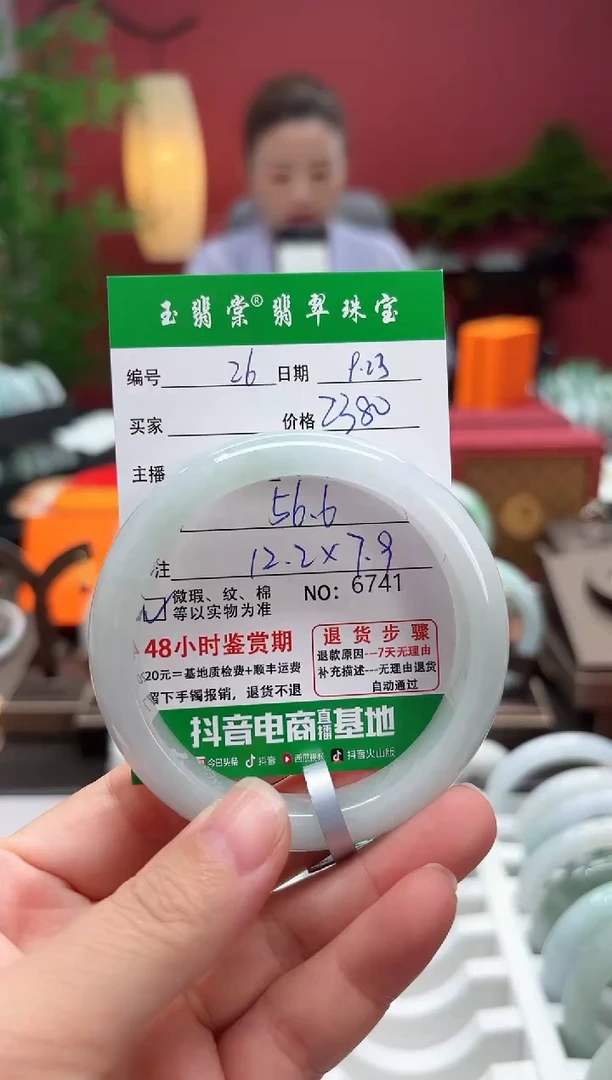 玉翡棠® 翡翠珠宝
编号 26 日期 9.23
买家 价格 2380
主播
56.6
注 12.2×7.9
微瑕、纹、棉
等以实物为准
NO: 6741
48小时鉴赏期
20元=基地质检费+顺丰运费
留下手镯报销，退货不退
退货步骤
退款原因---7天无理由
补充描述---无理由退货
自动通过
抖音电商直播基地
今日头条 抖音 西瓜视频 抖音火山版